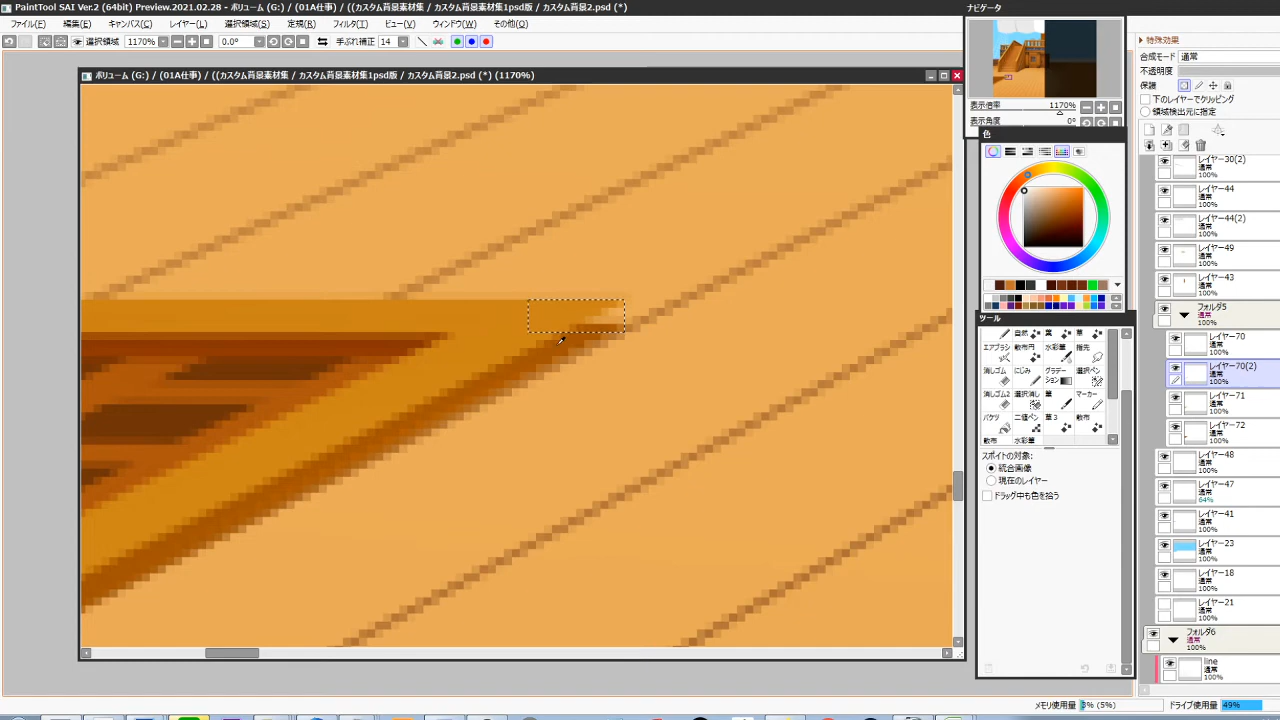 PaintTool SAI Ver.2 (64bit) Preview.2021.02.28 - ボリューム (G:) / (01A仕事) / ((カスタム背景素材集 / カスタム背景素材集1psd版 / カスタム背景2.psd (*)
ファイル(F) 編集(E) キャンバス(C) レイヤー(L) 選択領域(S) 定規(R) フィルタ(T) ビュー(V) ウィンドウ(W) その他(O)
選択領域 1170% 0.0° 手ぶれ補正 14
ボリューム (G:) / (01A仕事) / ((カスタム背景素材集 / カスタム背景素材集1psd版 / カスタム背景2.psd (*) (1170%)
ナビゲータ
表示倍率 1170%
表示角度 0°
色
ツール
自然 葉 草
エアブラシ 散布円 水彩筆 指先
消しゴム にじみ グラデーション 選択ペン
消しゴム2 選択消し 筆 マーカー
バケツ 二値ペン 草3 散布
散布 水彩筆
スポイトの対象:
統合画像
現在のレイヤー
ドラッグ中も色を拾う
特殊効果
合成モード 通常
不透明度
保護
下のレイヤーでクリッピング
領域検出元に指定
レイヤー30(2)
通常
100%
レイヤー44
通常
100%
レイヤー44(2)
通常
100%
レイヤー49
通常
100%
レイヤー43
通常
100%
フォルダ5
通常
100%
レイヤー70
通常
100%
レイヤー70(2)
通常
100%
レイヤー71
通常
100%
レイヤー72
通常
100%
レイヤー48
通常
100%
レイヤー47
通常
64%
レイヤー41
通常
100%
レイヤー23
通常
100%
レイヤー18
通常
100%
レイヤー21
通常
100%
フォルダ6
通常
100%
line
通常
100%
メモリ使用量 3% (5%) ドライブ使用量 49%